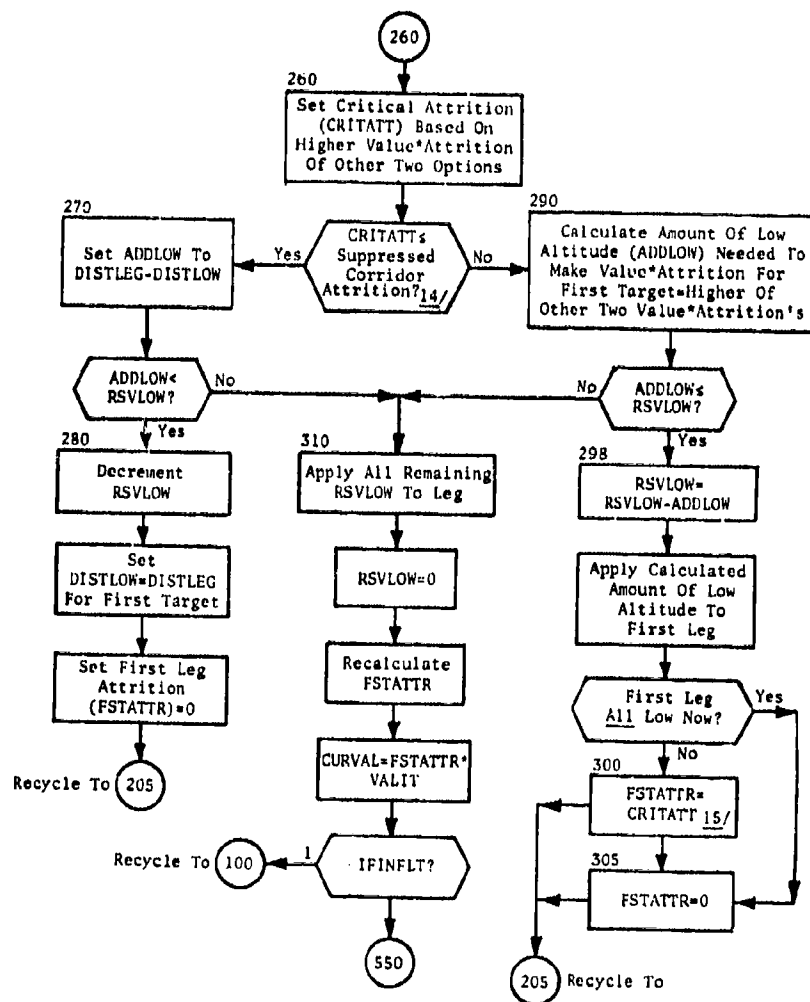 260
260
Set Critical Attrition
(CRITATT) Based On
Higher Value*Attrition
Of Other Two Options
CRITATT≤
Suppressed
Corridor
Attrition? 14/
Yes
No
270
Set ADDLOW To
DISTLEG-DISTLOW
290
Calculate Amount Of Low
Altitude (ADDLOW) Needed To
Make Value*Attrition For
First Target=Higher Of
Other Two Value*Attrition's
ADDLOW<
RSVLOW?
No
Yes
ADDLOW≤
RSVLOW?
No
Yes
280
Decrement
RSVLOW
Set
DISTLOW=DISTLEG
For First Target
Set First Leg
Attrition
(FSTATTR)=0
Recycle To 205
310
Apply All Remaining
RSVLOW To Leg
RSVLOW=0
Recalculate
FSTATTR
CURVAL=FSTATTR*
VALIT
IFINFLT?
1
Recycle To 100
550
298
RSVLOW=
RSVLOW-ADDLOW
Apply Calculated
Amount Of Low
Altitude To
First Leg
First Leg
All Low Now?
Yes
No
300
FSTATTR=
CRITATT 15/
305
FSTATTR=0
205 Recycle To